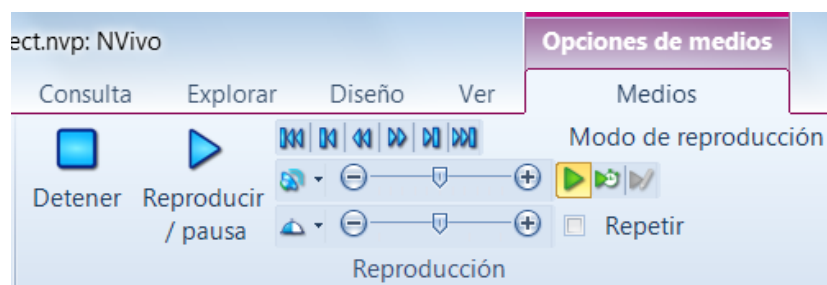 ect.nvp: NVivo
Opciones de medios
Consulta Explorar Diseño Ver Medios
Modo de reproducción
Detener Reproducir
/ pausa
Repetir
Reproducción